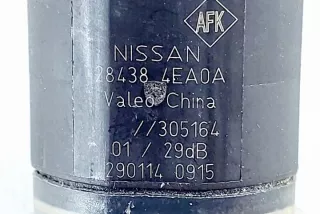 AFK
NISSAN
28438 4EA0A
Valeo China
//305164
01 / 29dB
290114 0915